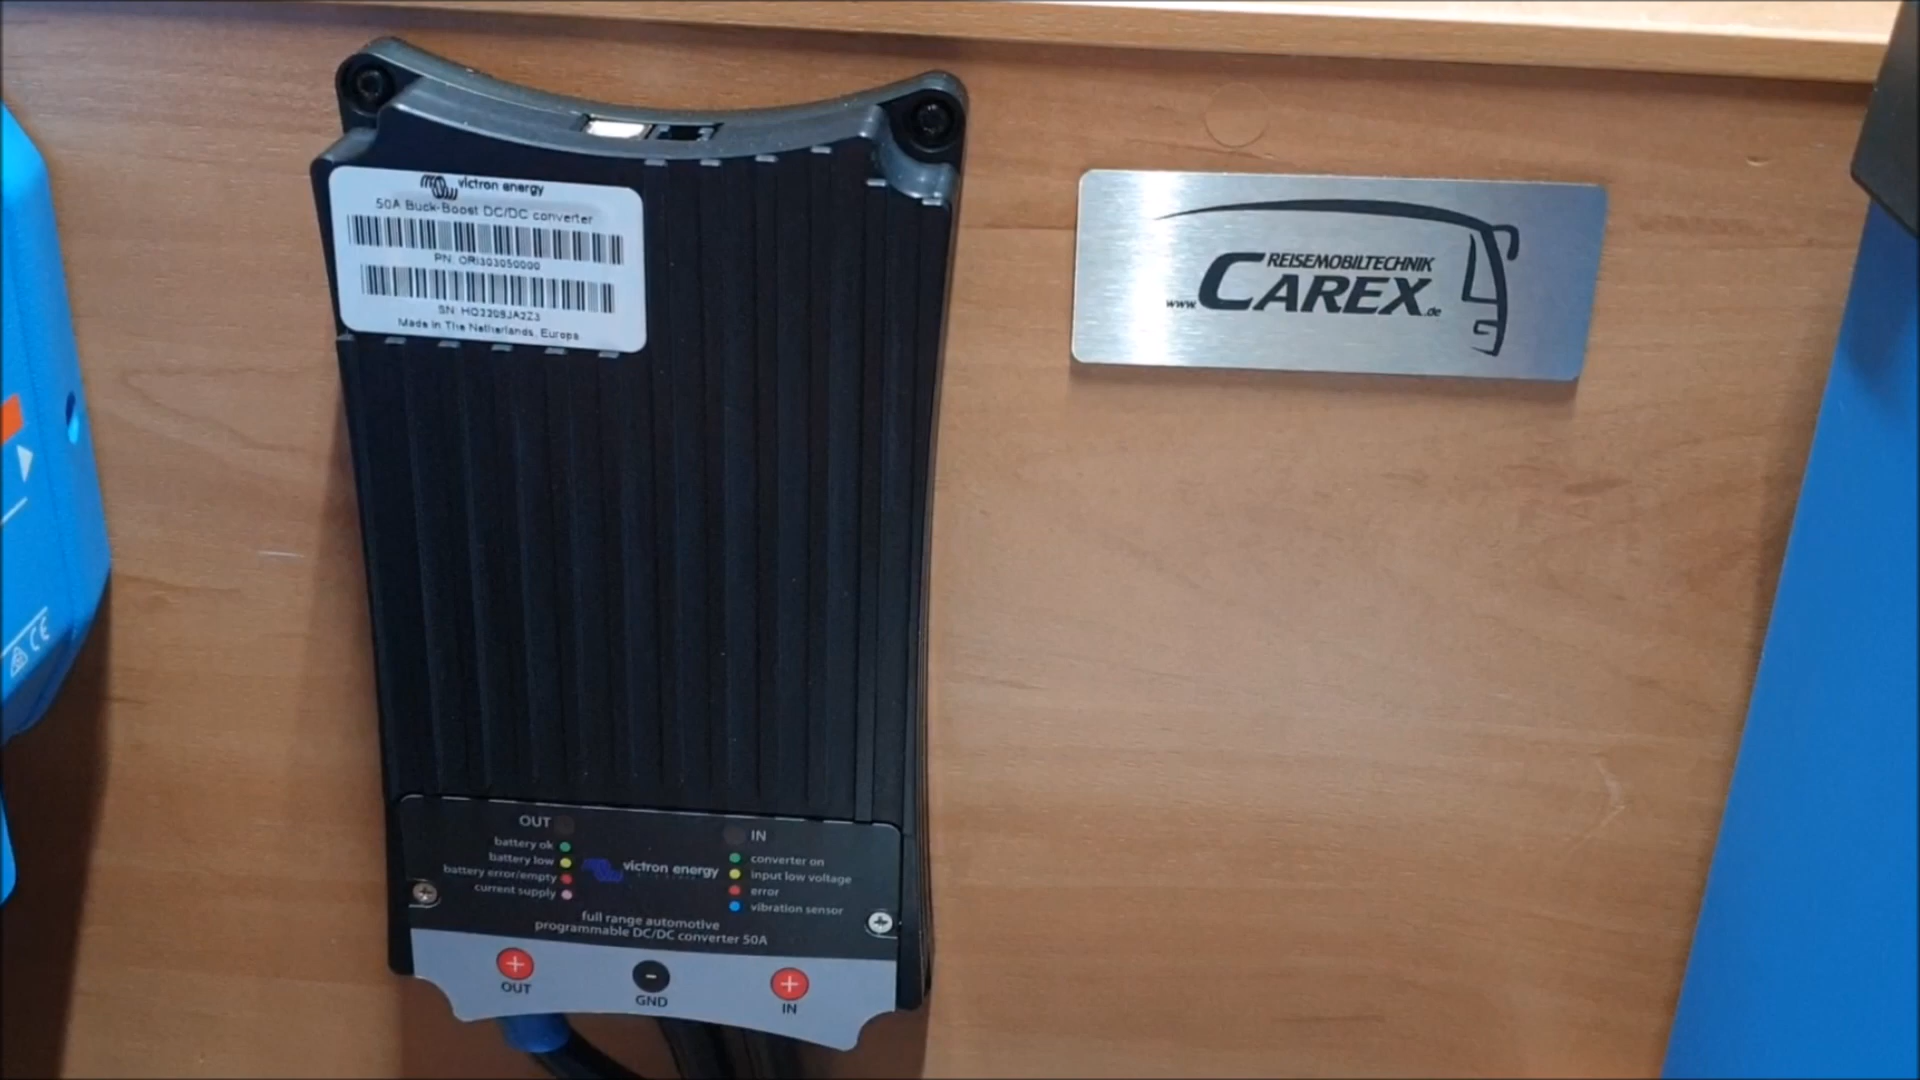 victron energy
50A Buck-Boost DC/DC converter
PN: ORI303050000
SN: HQ2209JA2Z3
Made in The Netherlands, Europe
REISEMOBILTECHNIK
www.CAREX.de
CE
OUT
battery ok
battery low
battery error/empty
current supply
victron energy
IN
converter on
input low voltage
error
vibration sensor
full range automotive
programmable DC/DC converter 50A
+
OUT
-
GND
+
IN